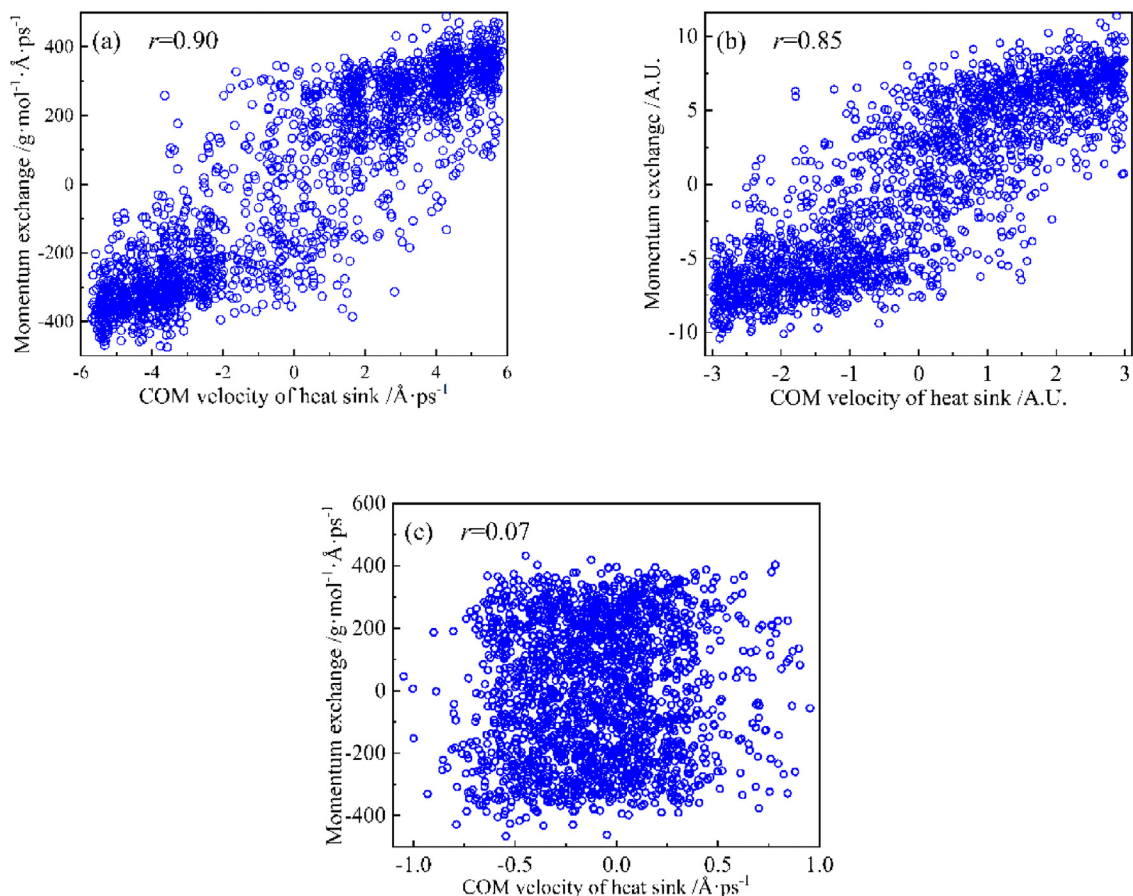 (a) r=0.90
Momentum exchange /g·mol⁻¹·Å·ps⁻¹
400
200
0
-200
-400
-6 -4 -2 0 2 4 6
COM velocity of heat sink /Å·ps⁻¹
(b) r=0.85
Momentum exchange /A.U.
10
5
0
-5
-10
-3 -2 -1 0 1 2 3
COM velocity of heat sink /A.U.
(c) r=0.07
Momentum exchange /g·mol⁻¹·Å·ps⁻¹
600
400
200
0
-200
-400
-1.0 -0.5 0.0 0.5 1.0
COM velocity of heat sink /Å·ps⁻¹